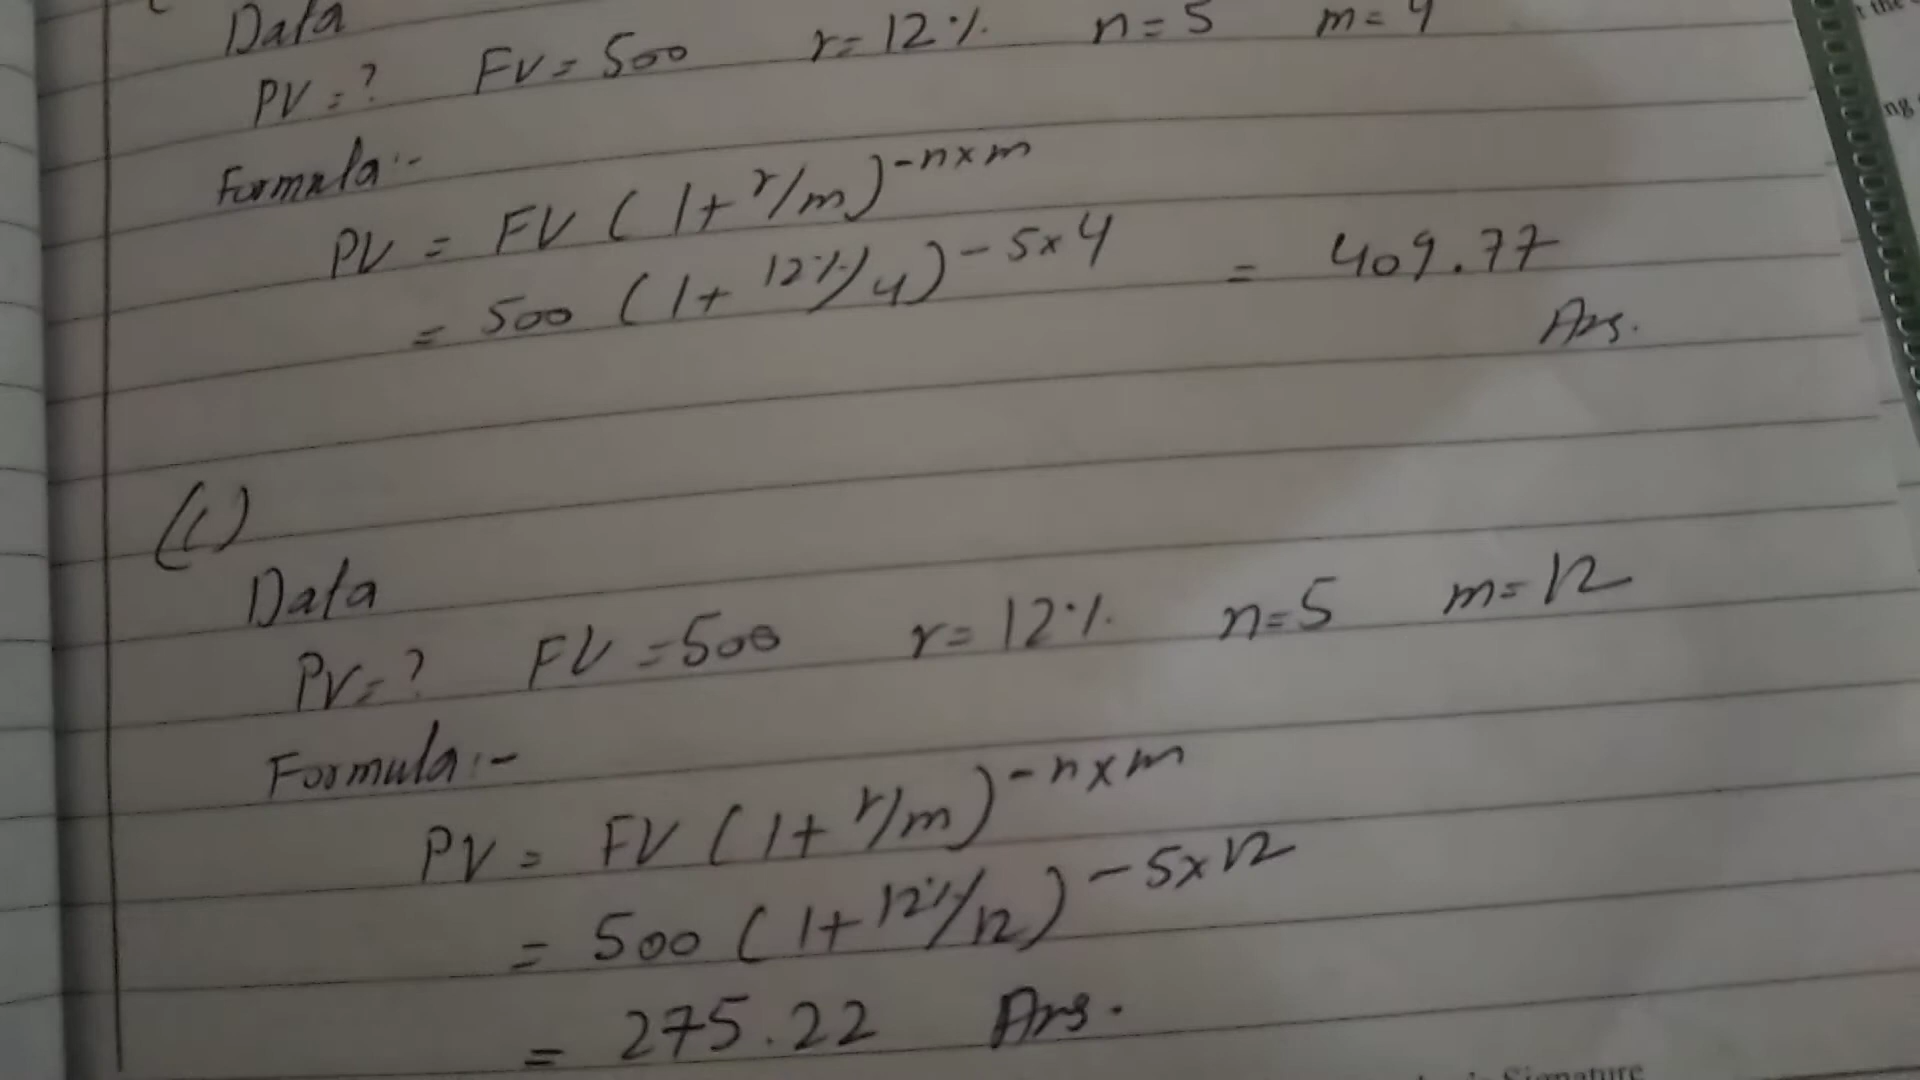 Data
PV = ? FV = 500 r = 12% n = 5 m = 4
Formula :-
PV = FV ( 1 + r/m )^-n×m
= 500 ( 1 + 12%/4 )^-5×4 = 409.77
Ans.
(C)
Data
PV = ? FV = 500 r = 12% n = 5 m = 12
Formula :-
PV = FV ( 1 + r/m )^-n×m
= 500 ( 1 + 12%/12 )^-5×12
= 275.22 Ans.
Signature